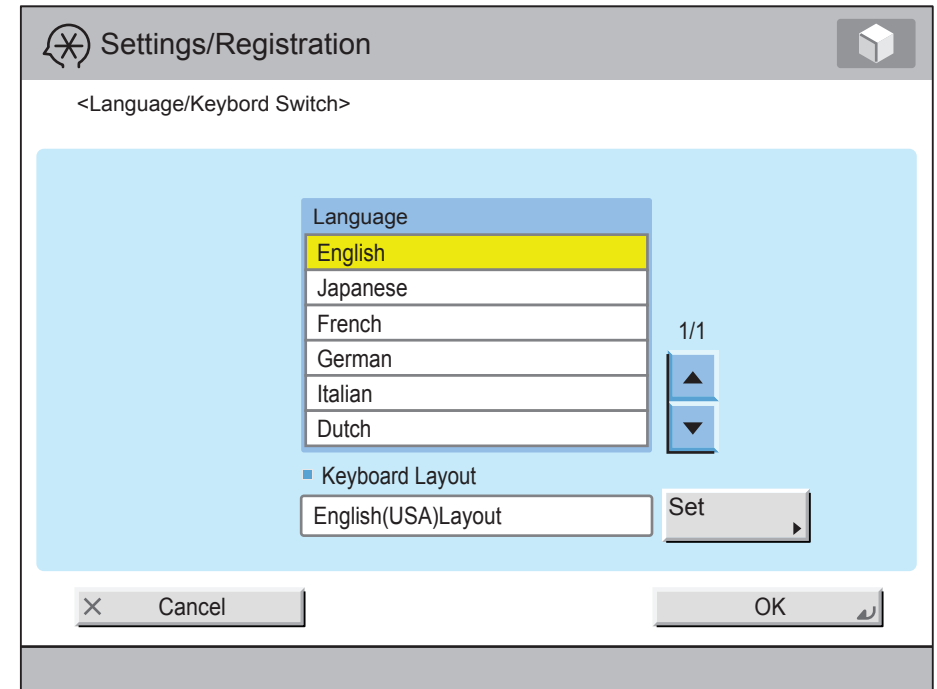 Settings/Registration
<Language/Keybord Switch>
Language
English
Japanese
French
German
Italian
Dutch
1/1
Keyboard Layout
English(USA)Layout
Set
Cancel
OK